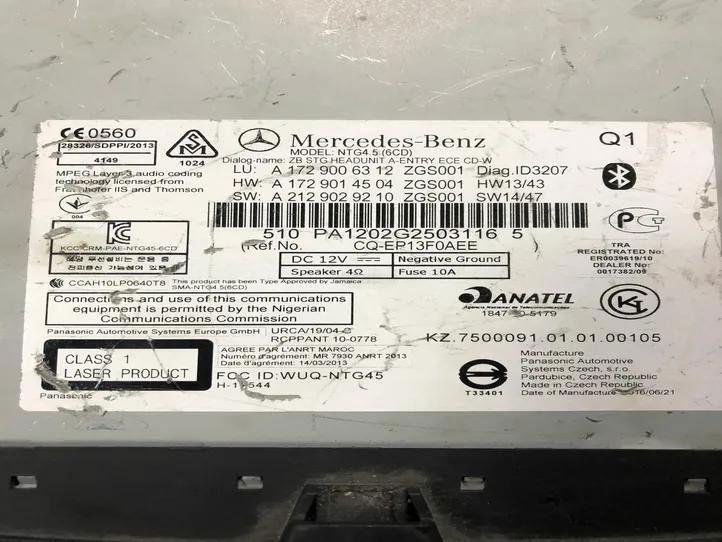 CE 0560
28326/SDPPI/2013
4149
SM
1024
Mercedes-Benz
Q1
MODEL: NTG4.5.(6CD)
Dialog-name: ZB STG.HEADUNIT A-ENTRY ECE CD-W
LU: A 172 900 63 12 ZGS001 Diag.ID3207
HW: A 172 901 45 04 ZGS001 HW13/43
SW: A 212 902 92 10 ZGS001 SW14/47
MPEG Layer-3 audio coding
technology licensed from
Fraunhofer IIS and Thomson
004
KCC-CRM-PAE-NTG45-6CD
510 PA1202G2503116 5
(Ref.No. CQ-EP13F0AEE
DC 12V Negative Ground
Speaker 4Ω Fuse 10A
TRA
REGISTERED No:
ER0039619/10
DEALER No:
0017382/09
CCAH10LP0640T8
This product has been Type Approved by Jamaica
SMA-NTG4.5(6CD)
Connections and use of this communications
equipment is permitted by the Nigerian
Communications Commission
ANATEL
Agência Nacional de Telecomunicações
Panasonic Automotive Systems Europe GmbH
URCA/19/04-C
RCPPANT 10-0778
KZ.7500091.01.01.00105
CLASS 1
LASER PRODUCT
Panasonic
AGREE PAR L'ANRT MAROC
Numéro d'agrément: MR 7930 ANRT 2013
Date d'agrément: 14/03/2013
FCC ID:WUQ-NTG45
T33401
Manufacture
Panasonic Automotive
Systems Czech, s.r.o
Pardubice, Czech Republic
Made in Czech Republic
Date of Manufacture 2016/06/21